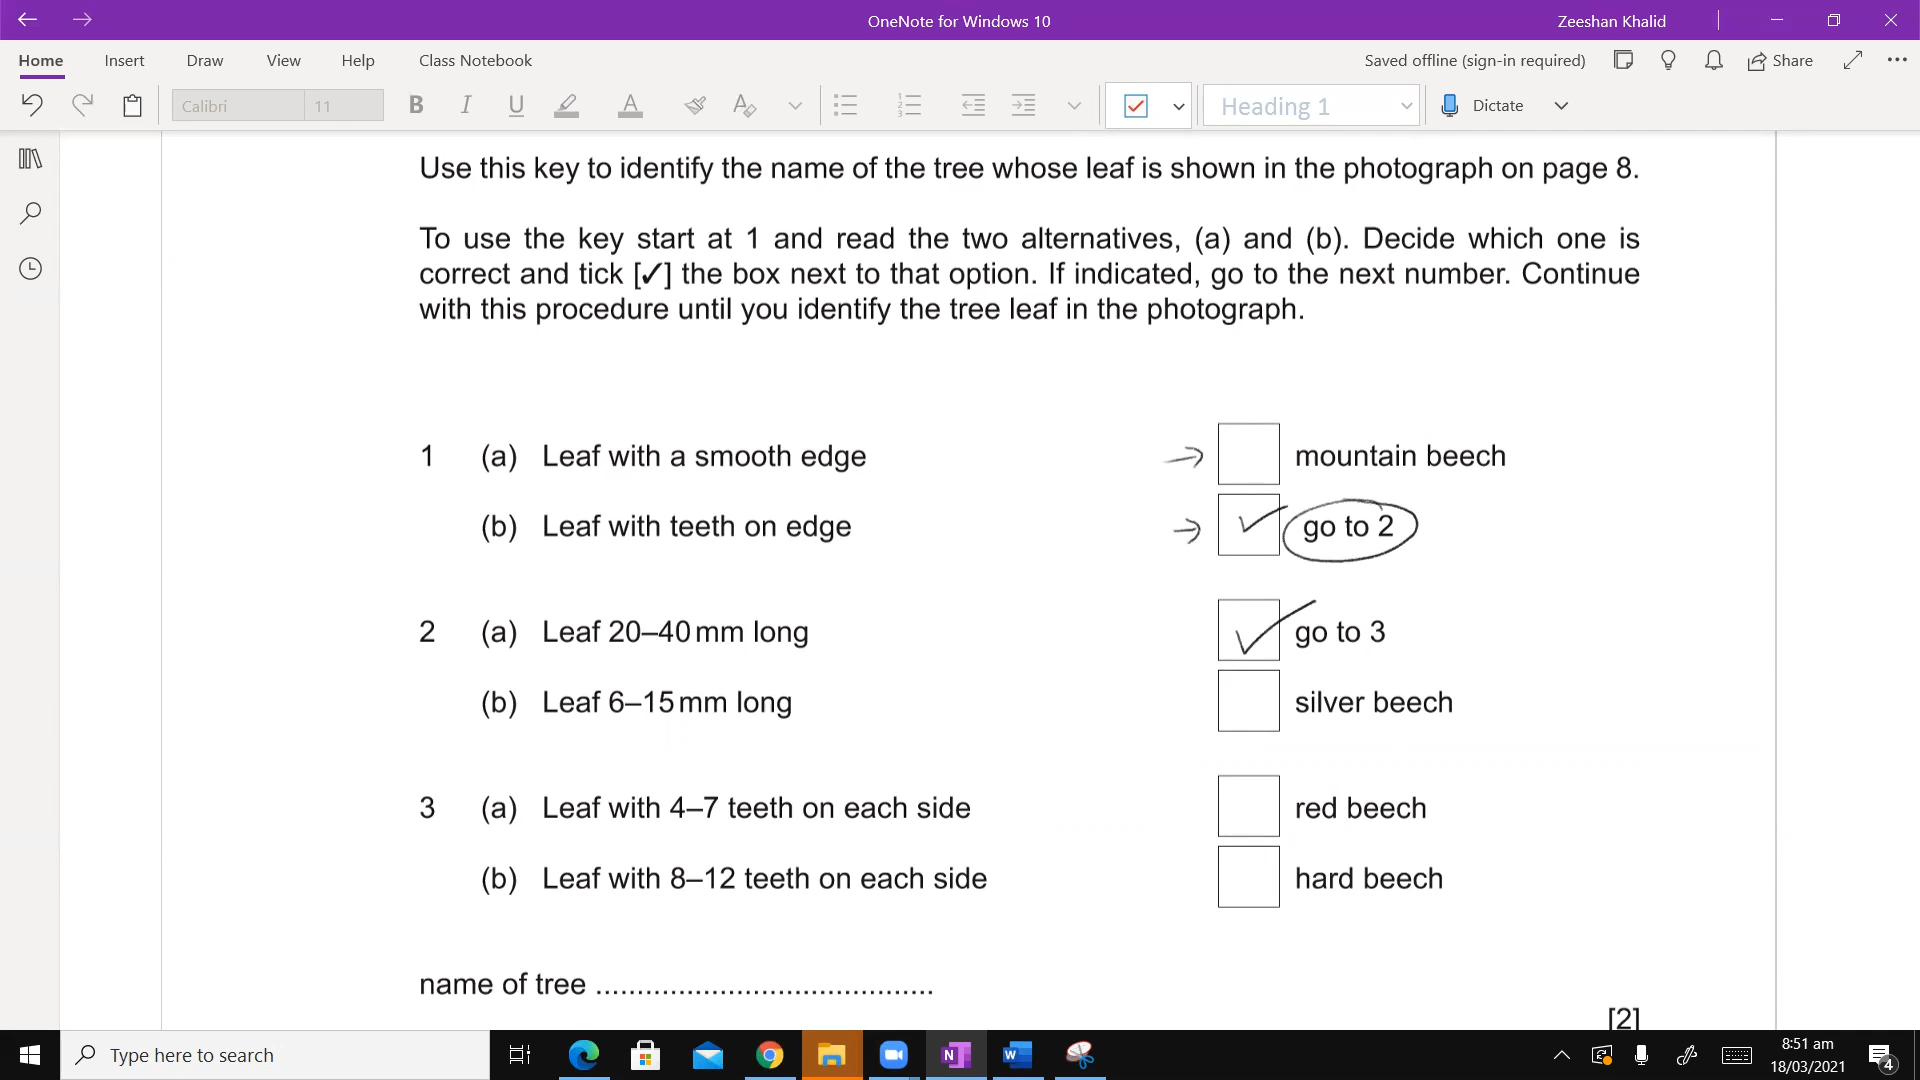 OneNote for Windows 10
Zeeshan Khalid
Home Insert Draw View Help Class Notebook
Saved offline (sign-in required)
Share
Calibri 11 B I U A
Heading 1
Dictate
Use this key to identify the name of the tree whose leaf is shown in the photograph on page 8.
To use the key start at 1 and read the two alternatives, (a) and (b). Decide which one is
correct and tick [✓] the box next to that option. If indicated, go to the next number. Continue
with this procedure until you identify the tree leaf in the photograph.
1 (a) Leaf with a smooth edge → mountain beech
(b) Leaf with teeth on edge → ✓ go to 2
2 (a) Leaf 20–40 mm long ✓ go to 3
(b) Leaf 6–15 mm long silver beech
3 (a) Leaf with 4–7 teeth on each side red beech
(b) Leaf with 8–12 teeth on each side hard beech
name of tree .........................................
[2]
Type here to search
8:51 am
18/03/2021
4